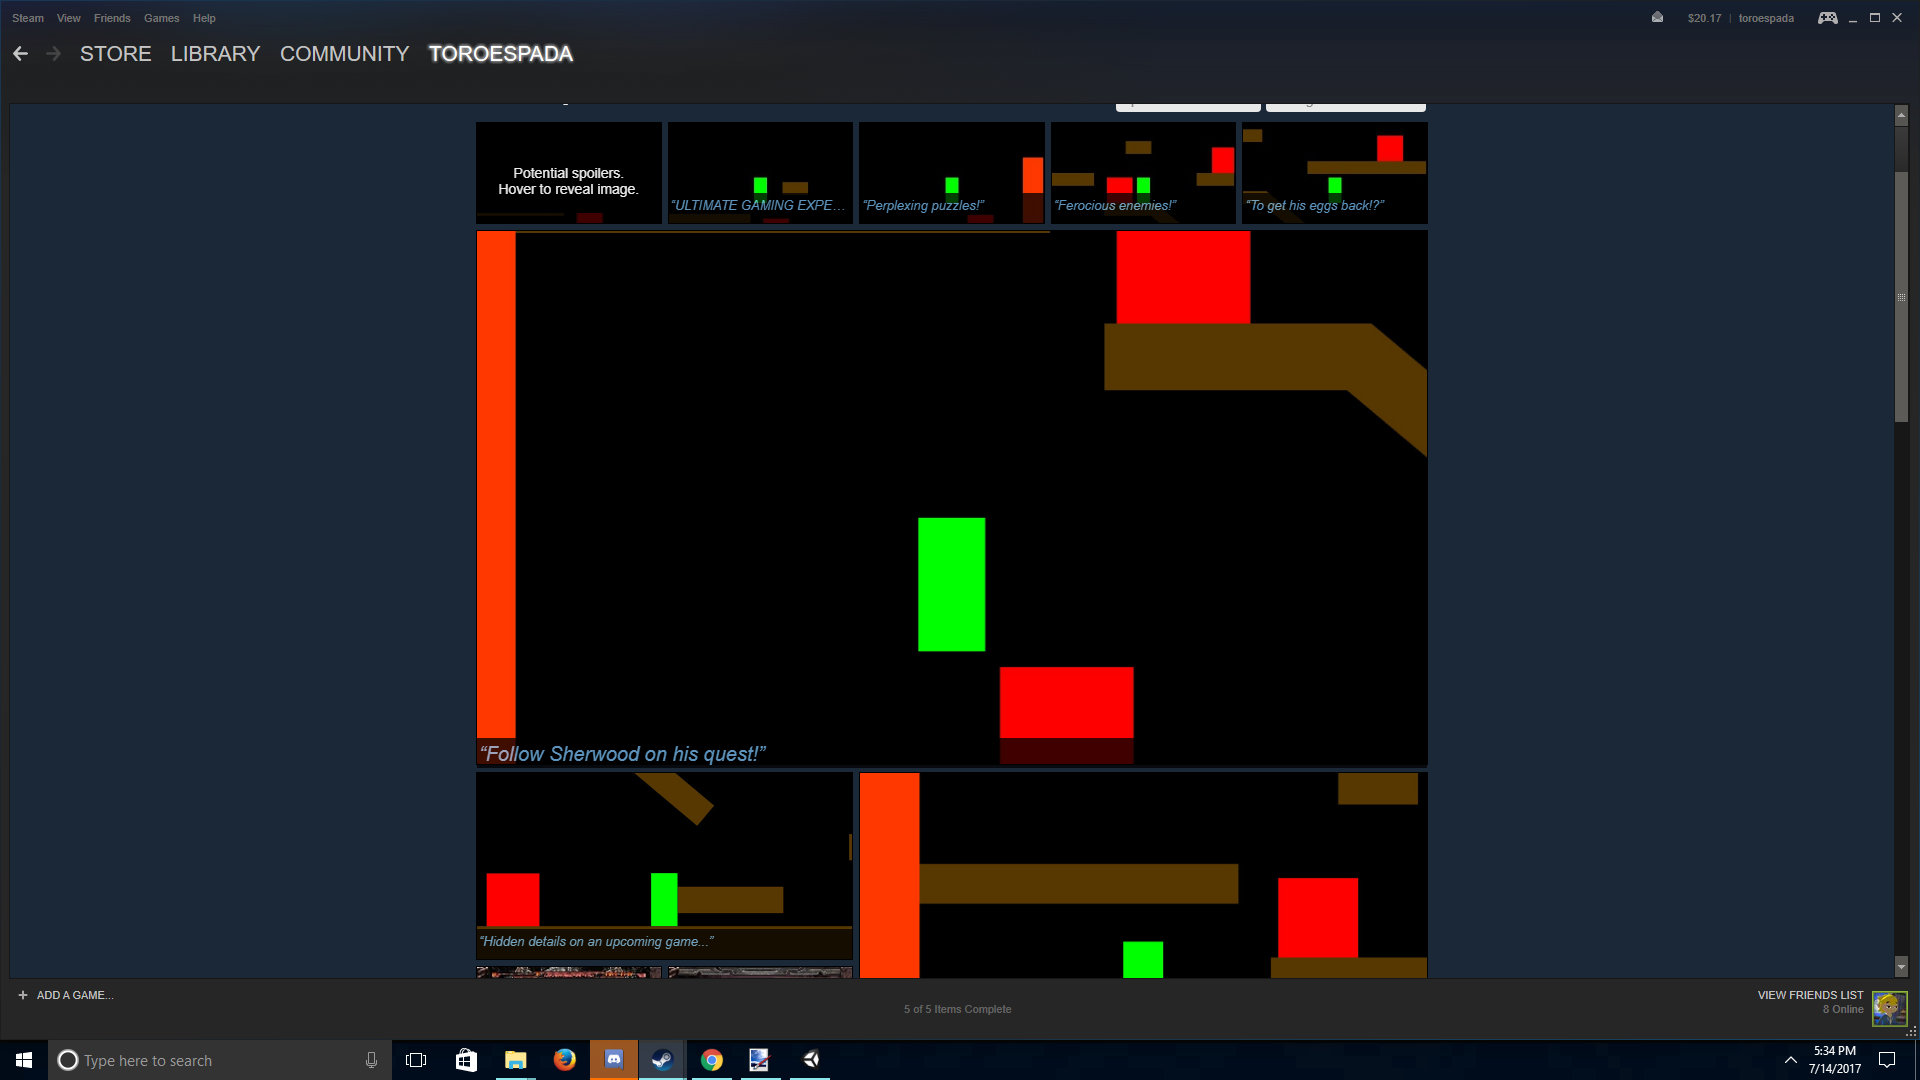 Steam View Friends Games Help
$20.17 | toroespada
STORE LIBRARY COMMUNITY TOROESPADA
Potential spoilers.
Hover to reveal image.
“ULTIMATE GAMING EXPE...
“Perplexing puzzles!”
“Ferocious enemies!”
“To get his eggs back!?”
“Follow Sherwood on his quest!”
“Hidden details on an upcoming game...”
+ ADD A GAME...
5 of 5 Items Complete
VIEW FRIENDS LIST
8 Online
Type here to search
5:34 PM
7/14/2017